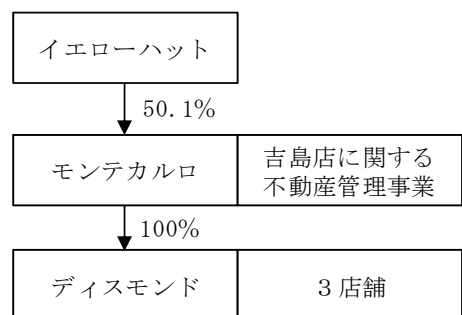 イエローハット
50.1%
モンテカルロ
吉島店に関する
不動産管理事業
100%
ディスモンド
3店舗